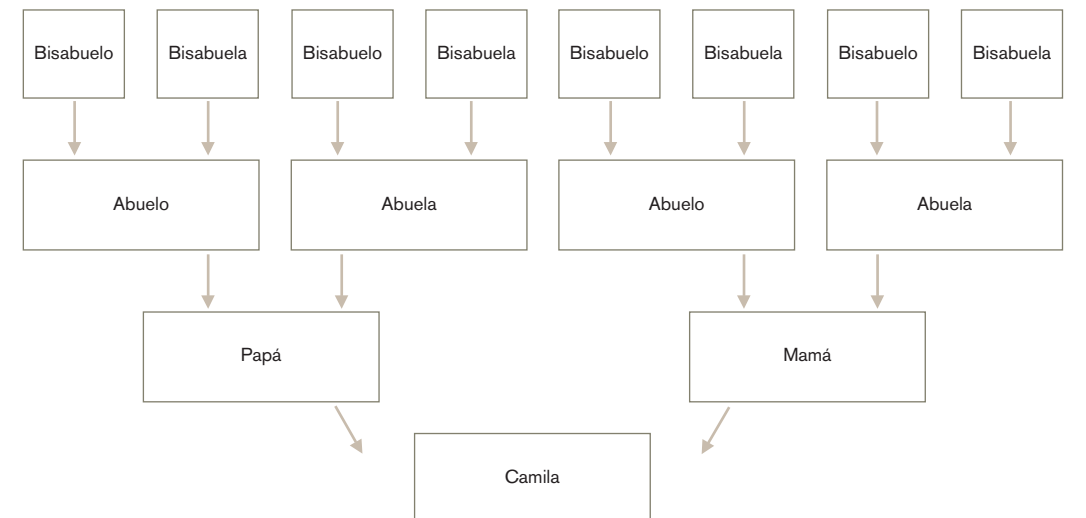 Bisabuelo
Bisabuela
Bisabuelo
Bisabuela
Bisabuelo
Bisabuela
Bisabuelo
Bisabuela
Abuelo
Abuela
Abuelo
Abuela
Papá
Mamá
Camila